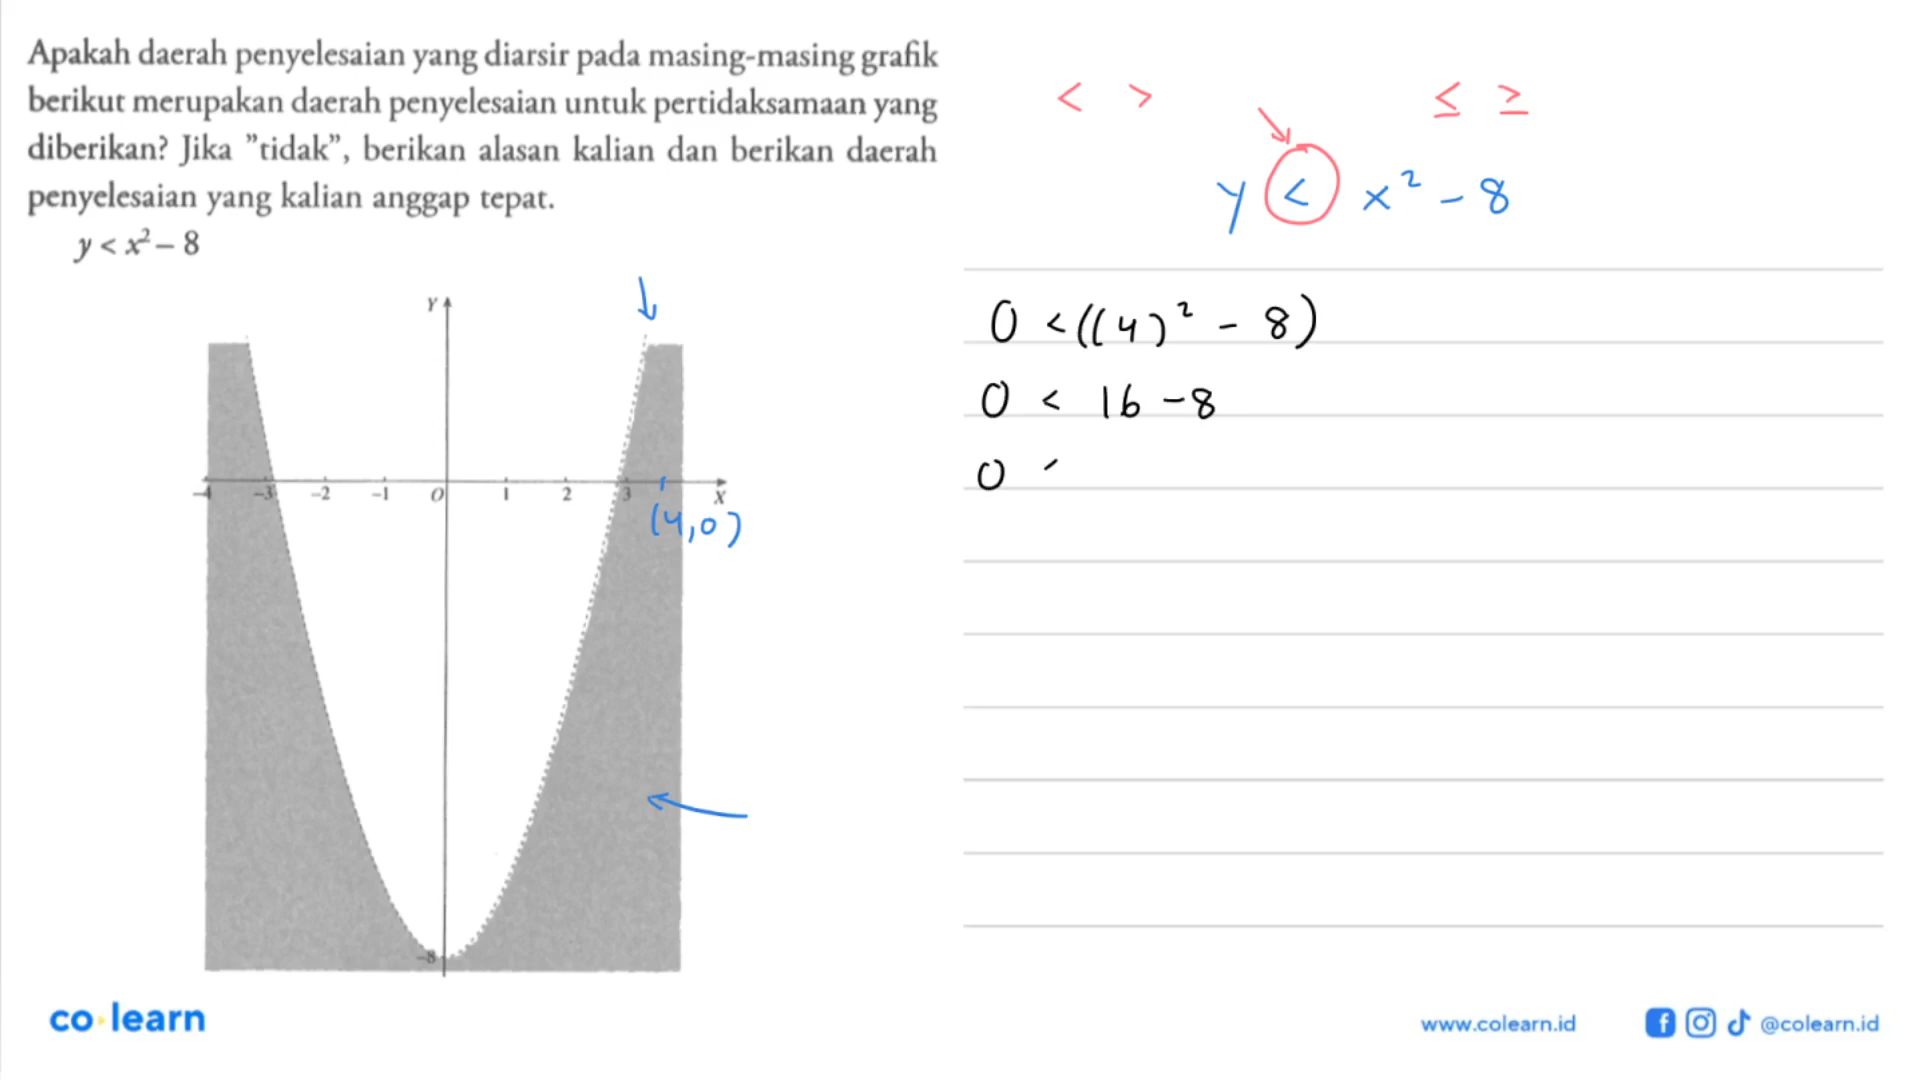 Apakah daerah penyelesaian yang diarsir pada masing-masing grafik
berikut merupakan daerah penyelesaian untuk pertidaksamaan yang
diberikan? Jika ”tidak”, berikan alasan kalian dan berikan daerah
penyelesaian yang kalian anggap tepat.
y < x² – 8
Y
-4 -3 -2 -1 O 1 2 3 X
(4,0)
-8
< > ≤ ≥
y < x² - 8
0 < ((4)² - 8)
0 < 16 - 8
0
co learn
www.colearn.id @colearn.id